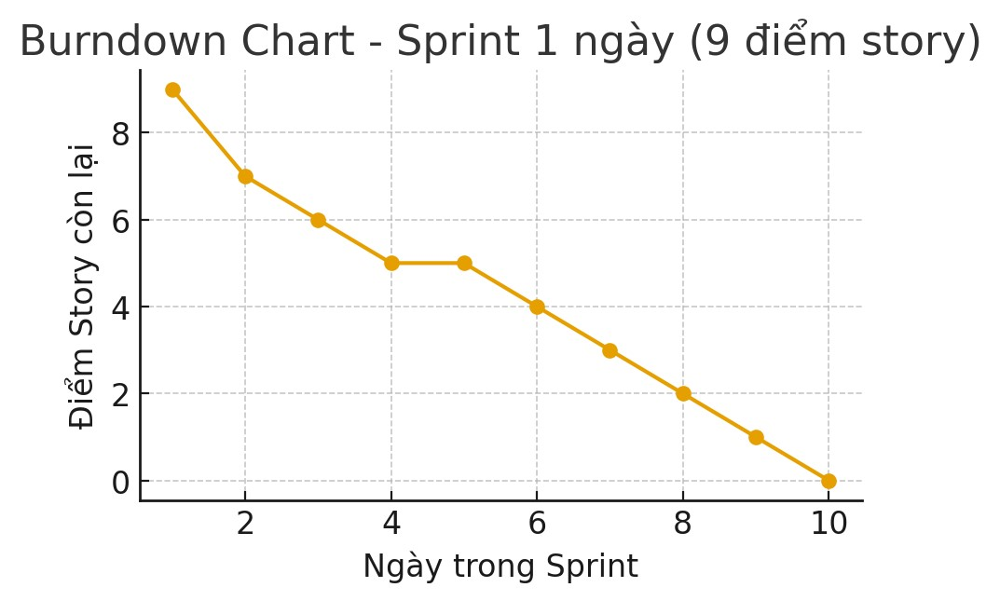 Burndown Chart - Sprint 1 ngày (9 điểm story)
Điểm Story còn lại
8
6
4
2
0
2 4 6 8 10
Ngày trong Sprint